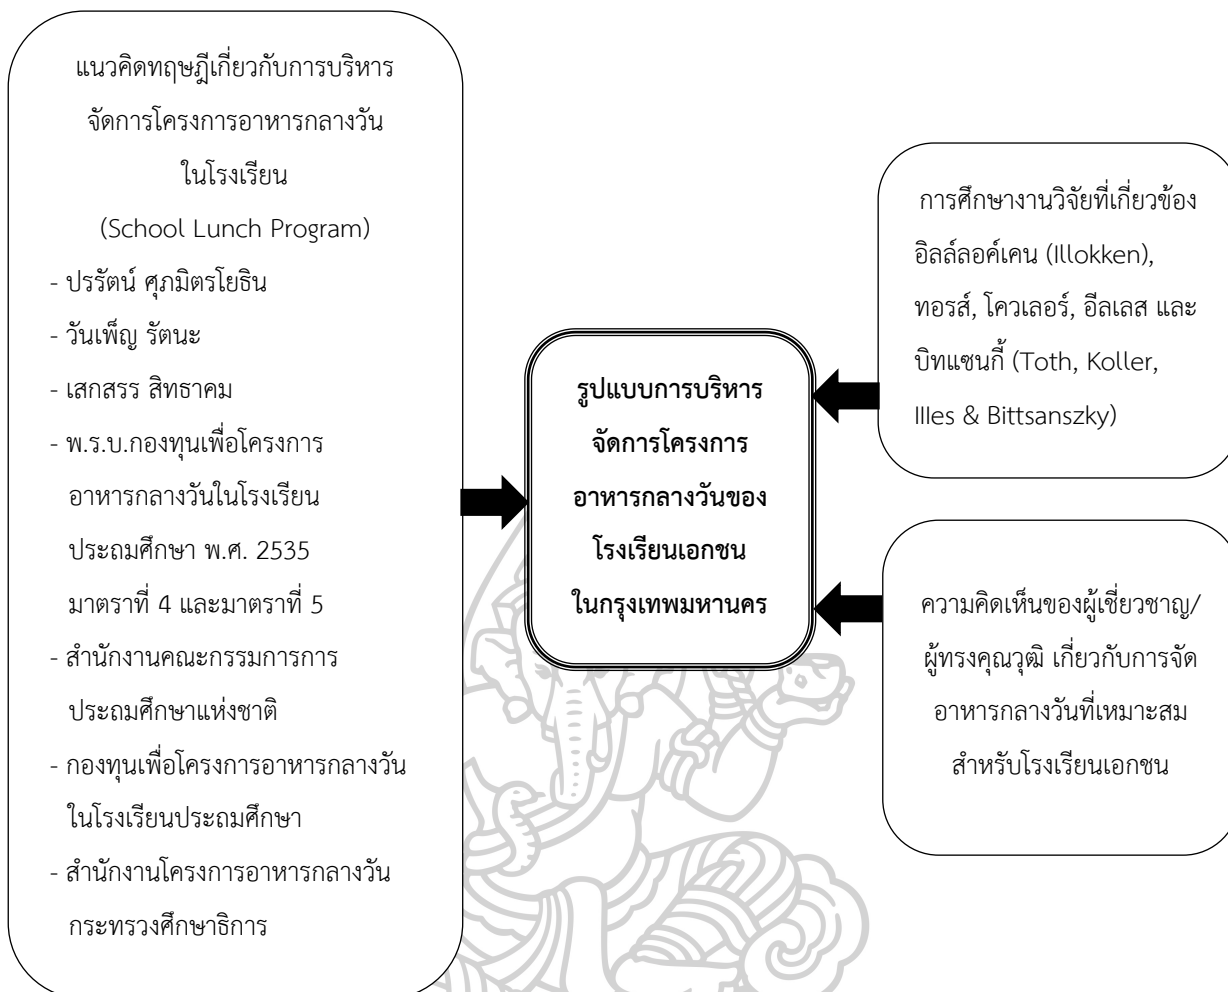 แนวคิดทฤษฎีเกี่ยวกับการบริหาร
จัดการโครงการอาหารกลางวัน
ในโรงเรียน
(School Lunch Program)
- ปรรัตน์ ศุภมิตรโยธิน
- วันเพ็ญ รัตนะ
- เสกสรร สิทธาคม
- พ.ร.บ.กองทุนเพื่อโครงการ
อาหารกลางวันในโรงเรียน
ประถมศึกษา พ.ศ. 2535
มาตราที่ 4 และมาตราที่ 5
- สำนักงานคณะกรรมการการ
ประถมศึกษาแห่งชาติ
- กองทุนเพื่อโครงการอาหารกลางวัน
ในโรงเรียนประถมศึกษา
- สำนักงานโครงการอาหารกลางวัน
กระทรวงศึกษาธิการ
รูปแบบการบริหาร
จัดการโครงการ
อาหารกลางวันของ
โรงเรียนเอกชน
ในกรุงเทพมหานคร
การศึกษางานวิจัยที่เกี่ยวข้อง
อิลล์ลอค์เคน (Illokken),
ทอรส์, โควเลอร์, อีลเลส และ
บิทแซนกี้ (Toth, Koller,
Illes & Bittsanszky)
ความคิดเห็นของผู้เชี่ยวชาญ/
ผู้ทรงคุณวุฒิ เกี่ยวกับการจัด
อาหารกลางวันที่เหมาะสม
สำหรับโรงเรียนเอกชน